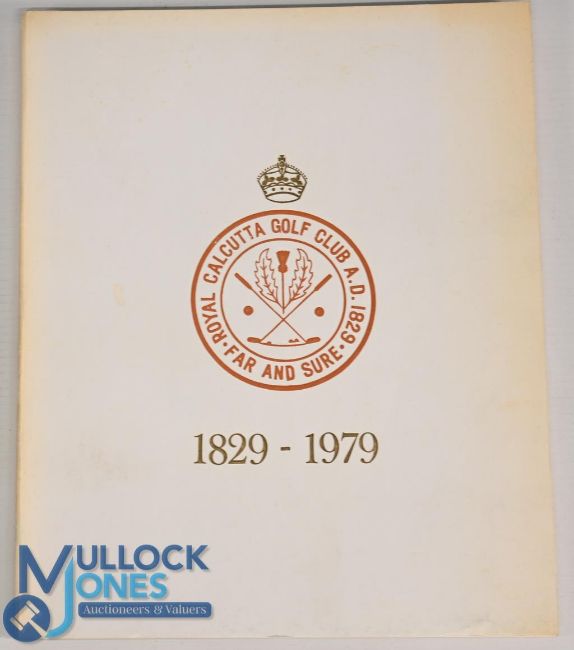 ROYAL CALCUTTA GOLF CLUB A.D. 1829
· FAR AND SURE ·
1829 - 1979
MULLOCK
JONES
Auctioneers & Valuers